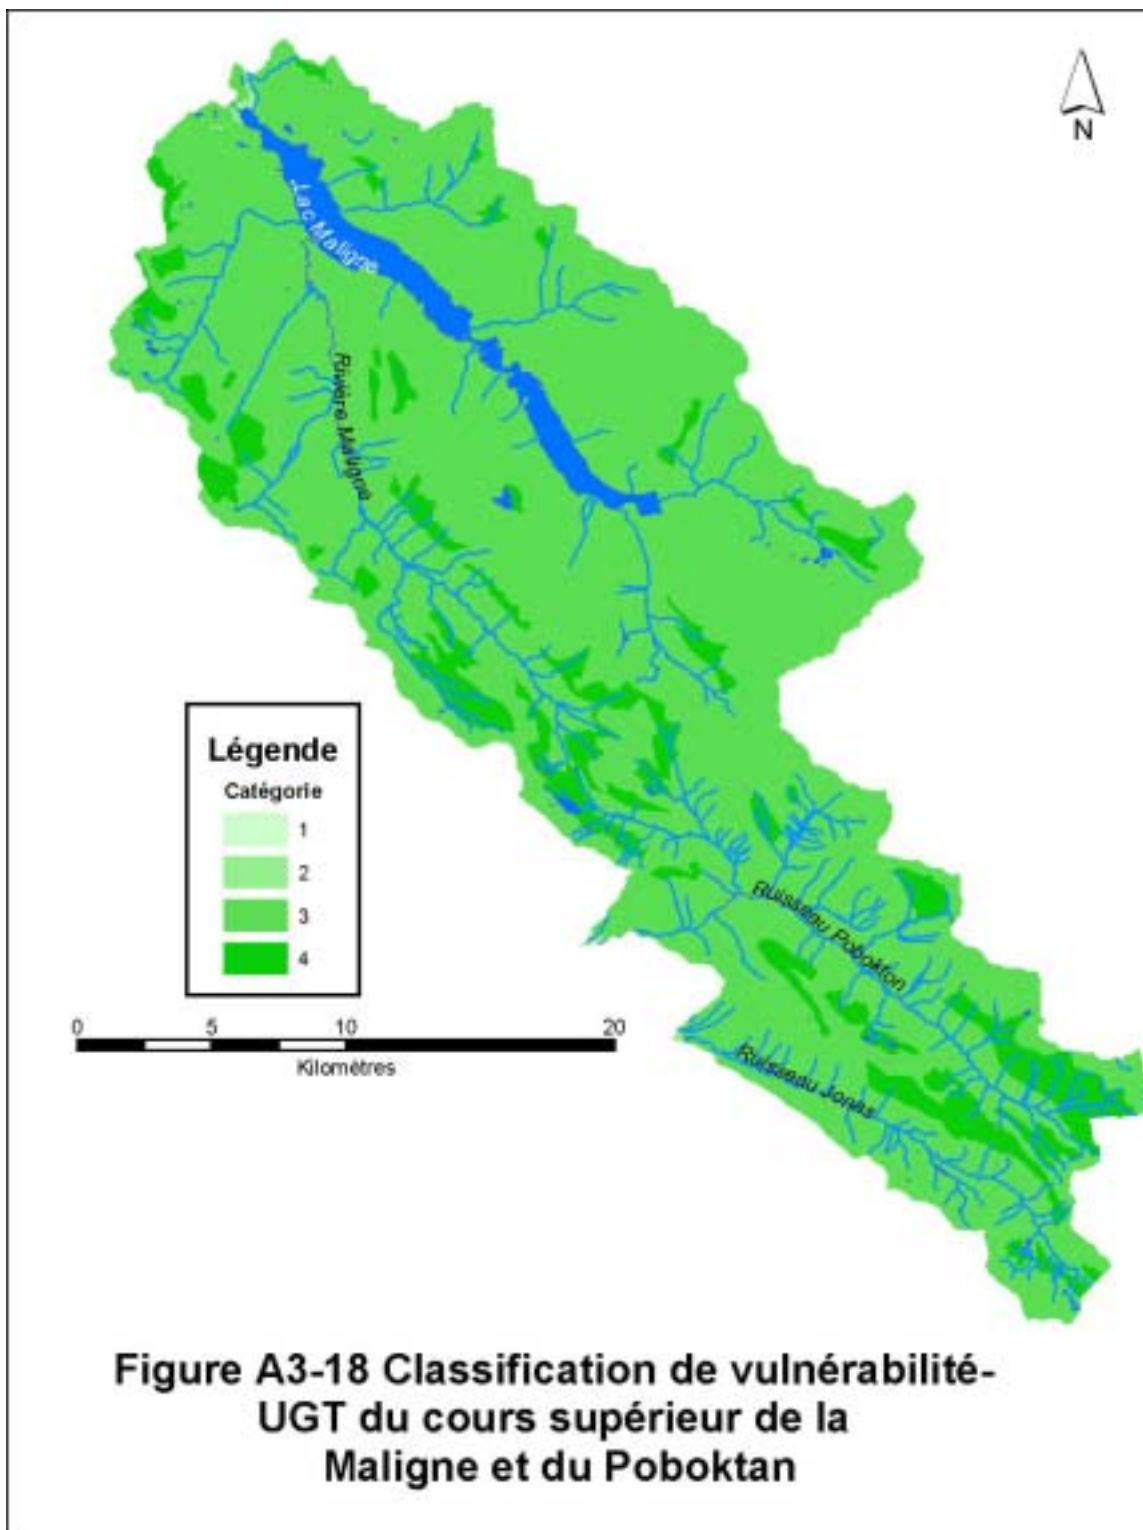 N
Lac Maligne
Rivière Maligne
Légende
Catégorie
1
2
3
4
0 5 10 20
Kilomètres
Ruisseau Poboktan
Ruisseau Jonas
Figure A3-18 Classification de vulnérabilité-
UGT du cours supérieur de la
Maligne et du Poboktan